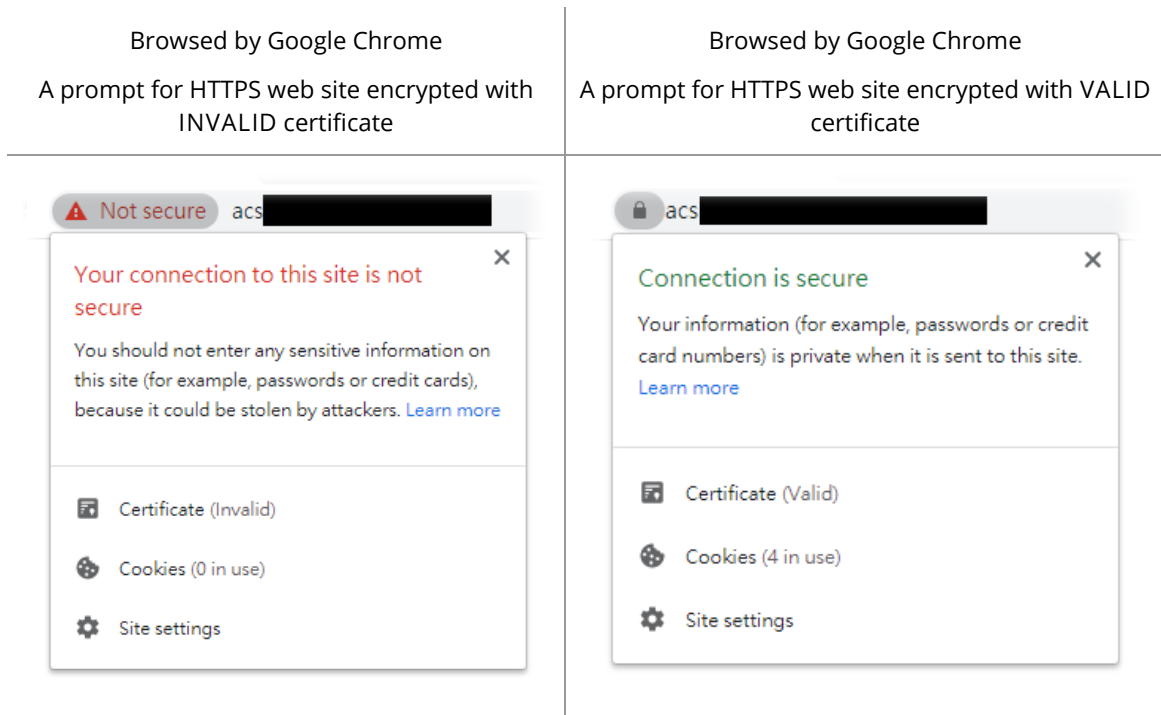 Browsed by Google Chrome
A prompt for HTTPS web site encrypted with
INVALID certificate
Not secure acs
Your connection to this site is not
secure
You should not enter any sensitive information on
this site (for example, passwords or credit cards),
because it could be stolen by attackers. Learn more
Certificate (Invalid)
Cookies (0 in use)
Site settings
Browsed by Google Chrome
A prompt for HTTPS web site encrypted with VALID
certificate
acs
Connection is secure
Your information (for example, passwords or credit
card numbers) is private when it is sent to this site.
Learn more
Certificate (Valid)
Cookies (4 in use)
Site settings